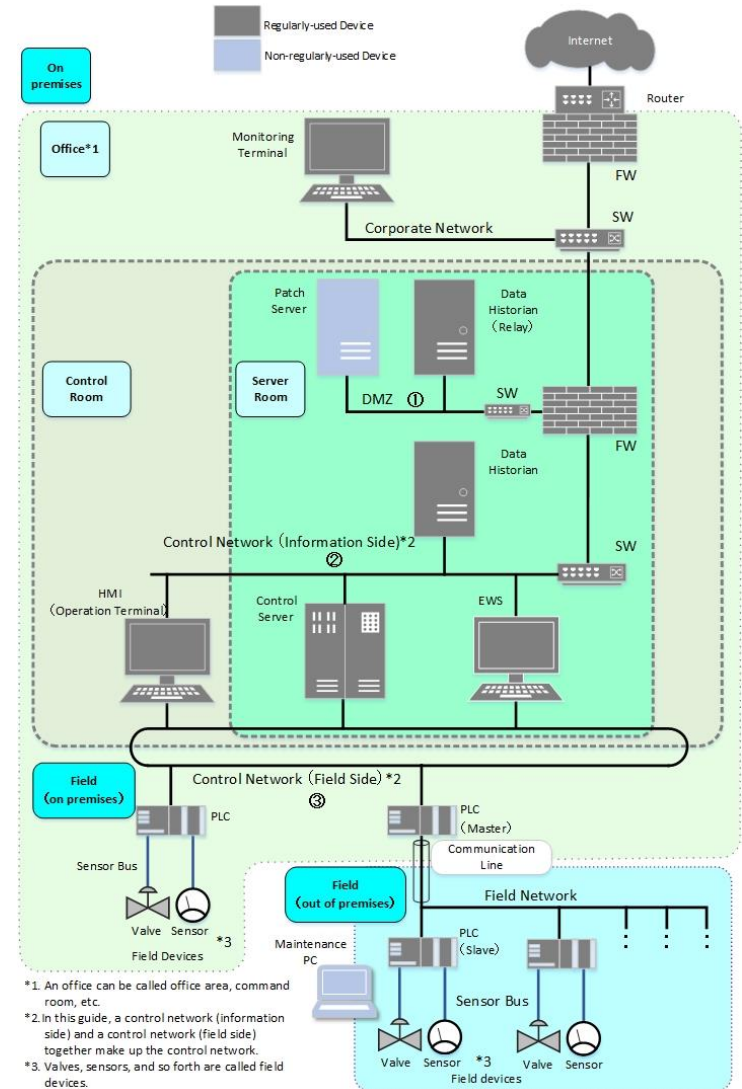 Regularly-used Device
Non-regularly-used Device
On
premises
Internet
Router
Office*1
Monitoring
Terminal
FW
SW
Corporate Network
Patch
Server
Data
Historian
(Relay)
Control
Room
Server
Room
DMZ ①
SW
FW
Data
Historian
Control Network (Information Side)*2
②
SW
HMI
(Operation Terminal)
Control
Server
EWS
Field
(on premises)
Control Network (Field Side) *2
③
PLC
PLC
(Master)
Communication
Line
Sensor Bus
Field
(out of premises)
Field Network
Valve Sensor
*3
Field Devices
Maintenance
PC
PLC
(Slave)
Sensor Bus
Valve Sensor
*3
Field devices
Valve Sensor
*1. An office can be called office area, command
room, etc.
*2. In this guide, a control network (information
side) and a control network (field side)
together make up the control network.
*3. Valves, sensors, and so forth are called field
devices.